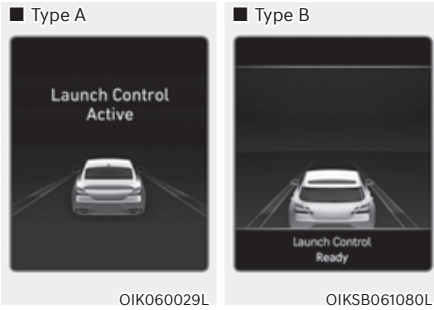 ■ Type A
Launch Control
Active
OIK060029L
■ Type B
Launch Control
Ready
OIKSB061080L